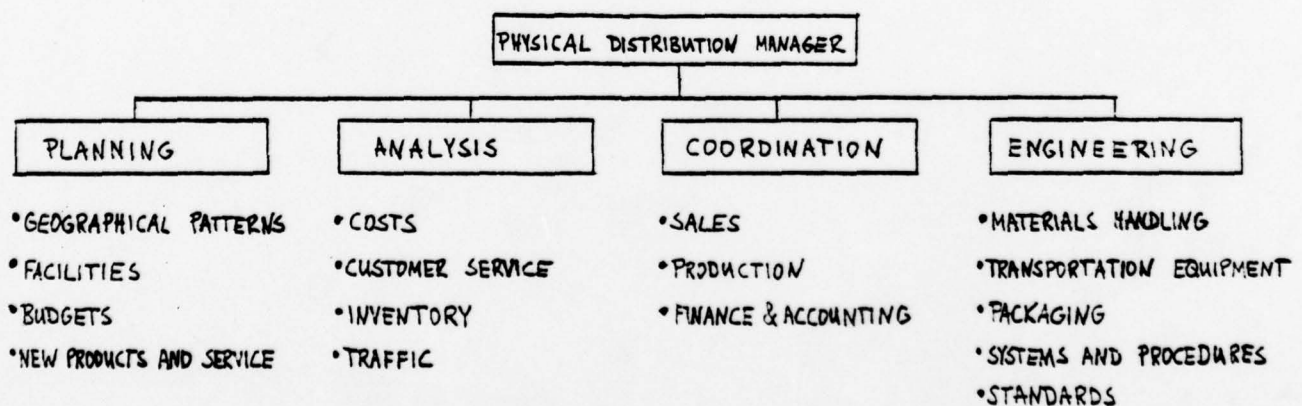 PHYSICAL DISTRIBUTION MANAGER
PLANNING
•GEOGRAPHICAL PATTERNS
•FACILITIES
•BUDGETS
•NEW PRODUCTS AND SERVICE
ANALYSIS
•COSTS
•CUSTOMER SERVICE
•INVENTORY
•TRAFFIC
COORDINATION
•SALES
•PRODUCTION
•FINANCE & ACCOUNTING
ENGINEERING
•MATERIALS HANDLING
•TRANSPORTATION EQUIPMENT
•PACKAGING
•SYSTEMS AND PROCEDURES
•STANDARDS